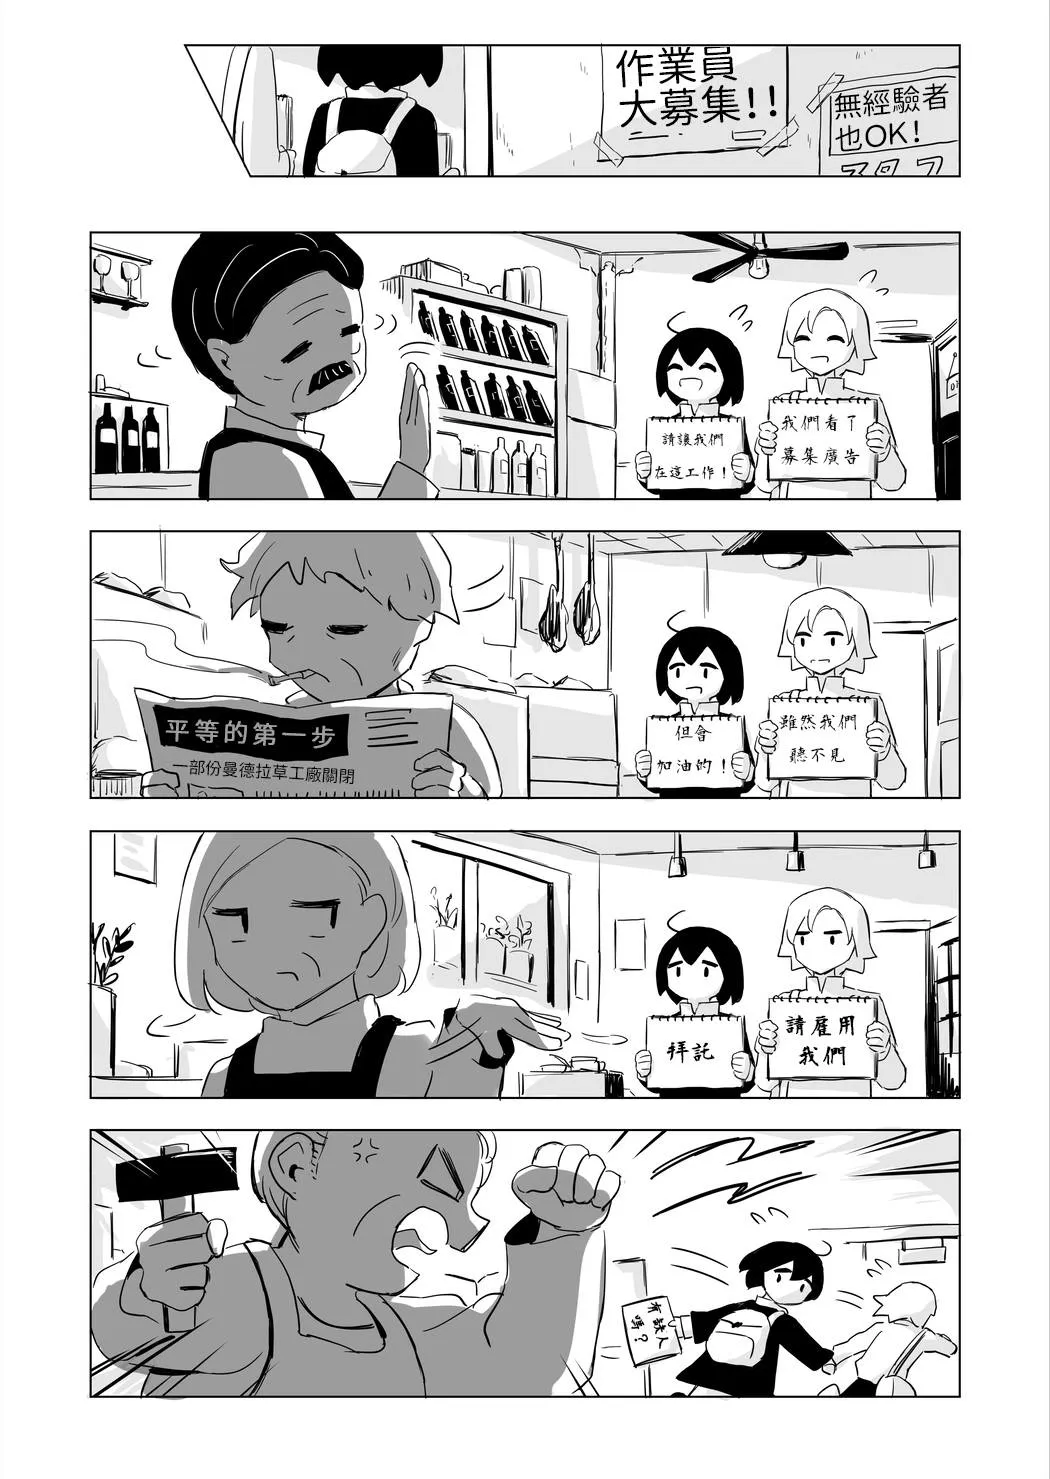 作業員
大募集!!
無經驗者
也OK!
我們看了
募集廣告
請讓我們
在這工作!
平等的第一步
一部份曼德拉草工廠關閉
雖然我們
聽不見
但會
加油的!
請雇用
我們
拜託
有缺人
嗎?